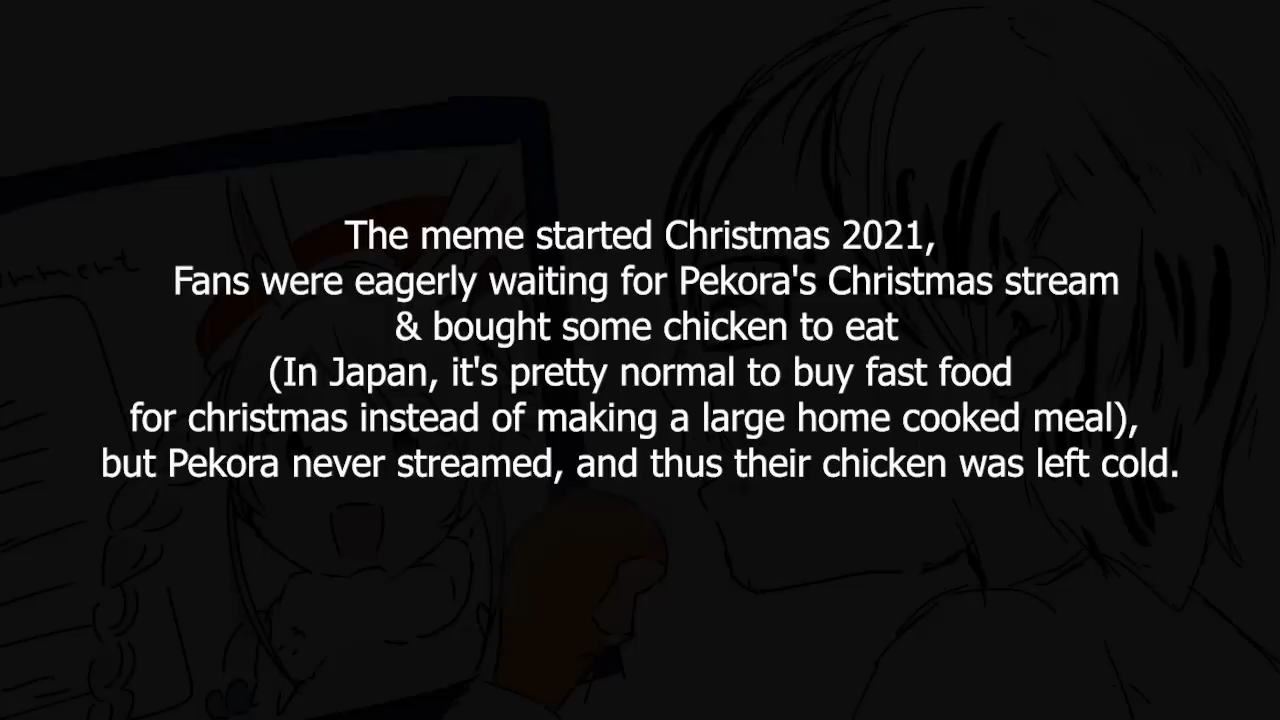 The meme started Christmas 2021,
Fans were eagerly waiting for Pekora's Christmas stream
& bought some chicken to eat
(In Japan, it's pretty normal to buy fast food
for christmas instead of making a large home cooked meal),
but Pekora never streamed, and thus their chicken was left cold.